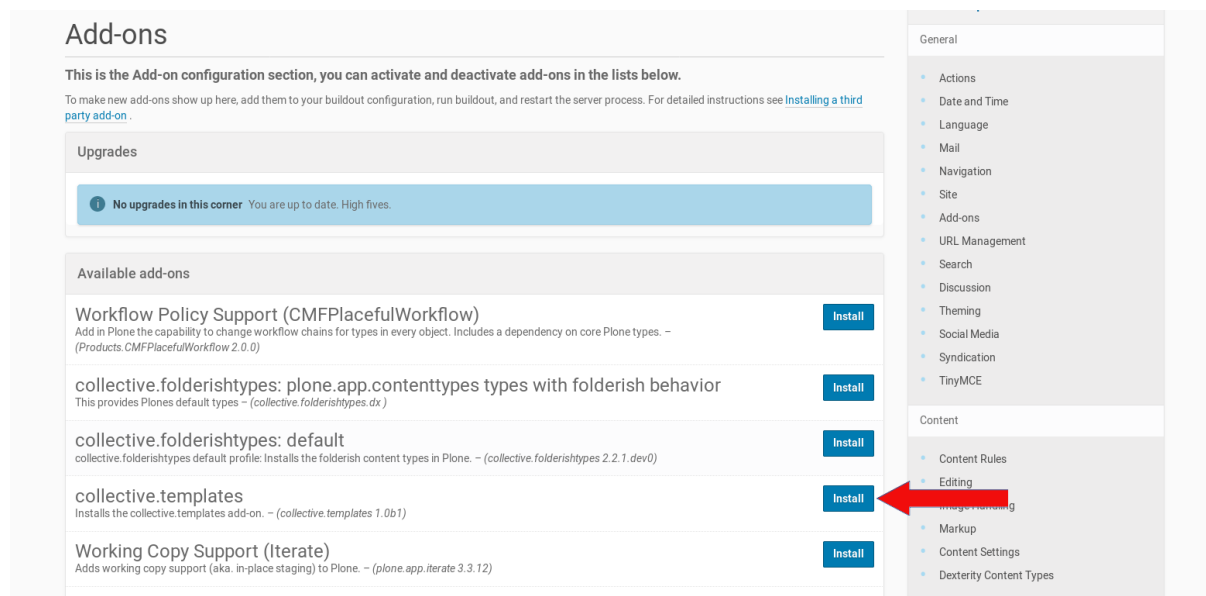 Add-ons
This is the Add-on configuration section, you can activate and deactivate add-ons in the lists below.
To make new add-ons show up here, add them to your buildout configuration, run buildout, and restart the server process. For detailed instructions see Installing a third
party add-on .
Upgrades
No upgrades in this corner You are up to date. High fives.
Available add-ons
Workflow Policy Support (CMFPlacefulWorkflow)
Install
Add in Plone the capability to change workflow chains for types in every object. Includes a dependency on core Plone types. –
(Products.CMFPlacefulWorkflow 2.0.0)
collective.folderishtypes: plone.app.contenttypes types with folderish behavior
Install
This provides Plones default types – (collective.folderishtypes.dx )
collective.folderishtypes: default
Install
collective.folderishtypes default profile: Installs the folderish content types in Plone. – (collective.folderishtypes 2.2.1.dev0)
collective.templates
Install
Installs the collective.templates add-on. – (collective.templates 1.0b1)
Working Copy Support (Iterate)
Install
Adds working copy support (aka. in-place staging) to Plone. – (plone.app.iterate 3.3.12)
General
Actions
Date and Time
Language
Mail
Navigation
Site
Add-ons
URL Management
Search
Discussion
Theming
Social Media
Syndication
TinyMCE
Content
Content Rules
Editing
Markup
Content Settings
Dexterity Content Types